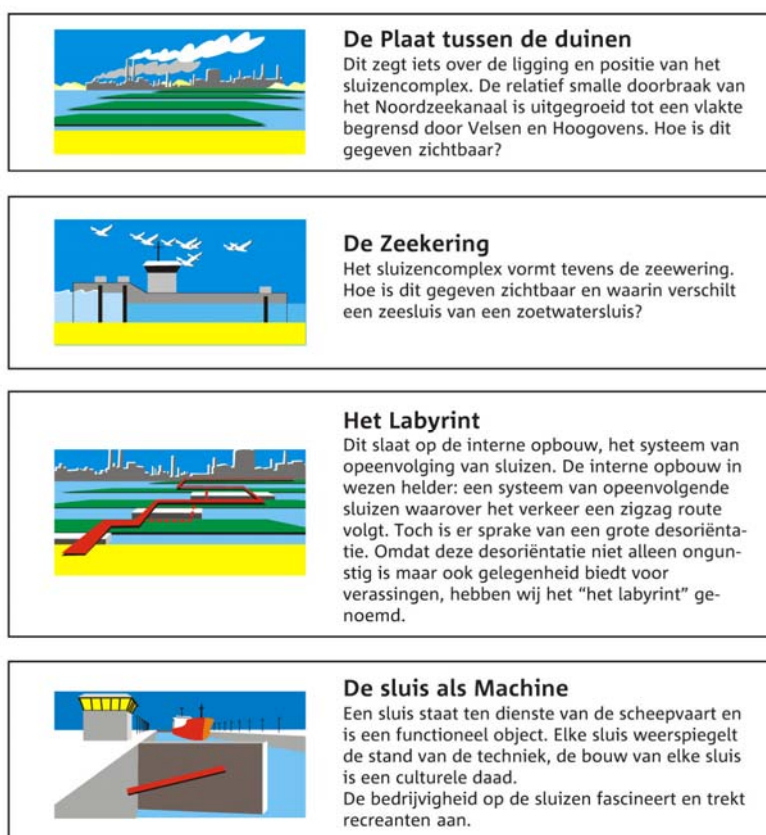 De Plaat tussen de duinen
Dit zegt iets over de ligging en positie van het
sluizencomplex. De relatief smalle doorbraak van
het Noordzeekanaal is uitgegroeid tot een vlakte
begrensd door Velsen en Hoogovens. Hoe is dit
gegeven zichtbaar?
De Zeekering
Het sluizencomplex vormt tevens de zeewering.
Hoe is dit gegeven zichtbaar en waarin verschilt
een zeesluis van een zoetwatersluis?
Het Labyrint
Dit slaat op de interne opbouw, het systeem van
opeenvolging van sluizen. De interne opbouw in
wezen helder: een systeem van opeenvolgende
sluizen waarover het verkeer een zigzag route
volgt. Toch is er sprake van een grote desoriënta-
tie. Omdat deze desoriëntatie niet alleen ongun-
stig is maar ook gelegenheid biedt voor
verassingen, hebben wij het “het labyrint” ge-
noemd.
De sluis als Machine
Een sluis staat ten dienste van de scheepvaart en
is een functioneel object. Elke sluis weerspiegelt
de stand van de techniek, de bouw van elke sluis
is een culturele daad.
De bedrijvigheid op de sluizen fascineert en trekt
recreanten aan.